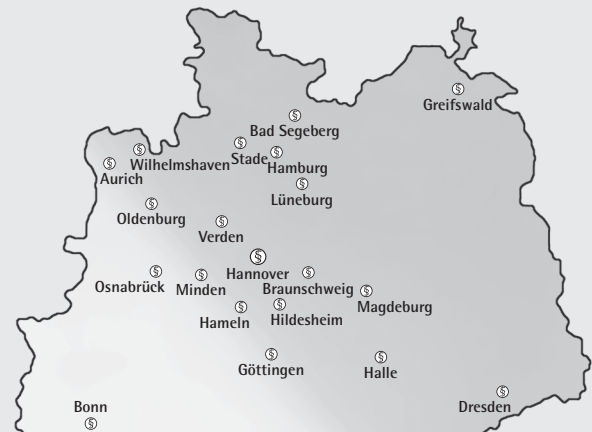 §
Greifswald
§
Bad Segeberg
§
Stade
§
Hamburg
§
Wilhelmshaven
§
Aurich
§
Lüneburg
§
Oldenburg
§
Verden
§
Hannover
§
Osnabrück
§
Minden
§
Braunschweig
§
Magdeburg
§
Hameln
§
Hildesheim
§
Göttingen
§
Halle
§
Dresden
Bonn
§